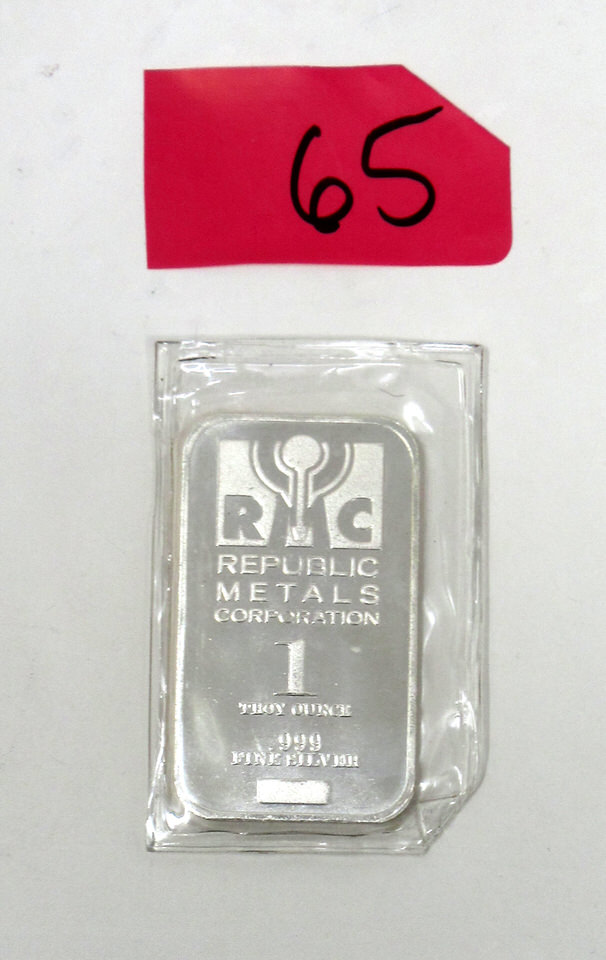 65
RMC
REPUBLIC
METALS
CORPORATION
1
TROY OUNCE
.999
FINE SILVER